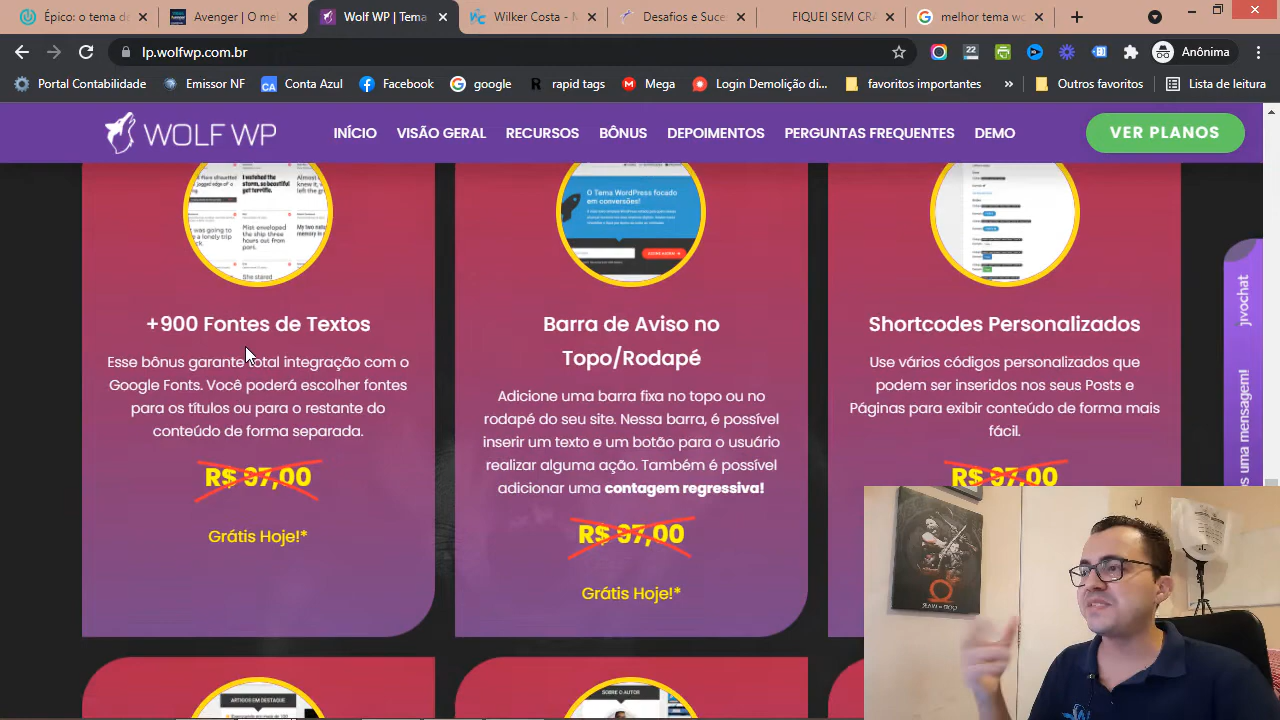 Épico: o tema d
Avenger | O mel
Wolf WP | Tema
Wilker Costa - M
Desafios e Suce
FIQUEI SEM CRA
melhor tema wo
lp.wolfwp.com.br
22
Anônima
Portal Contabilidade
Emissor NF
CA
Conta Azul
Facebook
google
rapid tags
Mega
Login Demolição di...
favoritos importantes
»
Outros favoritos
Lista de leitura
WOLF WP
INÍCIO
VISÃO GERAL
RECURSOS
BÔNUS
DEPOIMENTOS
PERGUNTAS FREQUENTES
DEMO
VER PLANOS
O Tema WordPress focado
em conversões!
+900 Fontes de Textos
Esse bônus garante total integração com o
Google Fonts. Você poderá escolher fontes
para os títulos ou para o restante do
conteúdo de forma separada.
R$ 97,00
Grátis Hoje!*
Barra de Aviso no
Topo/Rodapé
Adicione uma barra fixa no topo ou no
rodapé do seu site. Nessa barra, é possível
inserir um texto e um botão para o usuário
realizar alguma ação. Também é possível
adicionar uma contagem regressiva!
R$ 97,00
Grátis Hoje!*
Shortcodes Personalizados
Use vários códigos personalizados que
podem ser inseridos nos seus Posts e
Páginas para exibir conteúdo de forma mais
fácil.
R$ 97,00
jivochat
uma mensagem!
ARTIGOS EM DESTAQUE
SOBRE O AUTOR